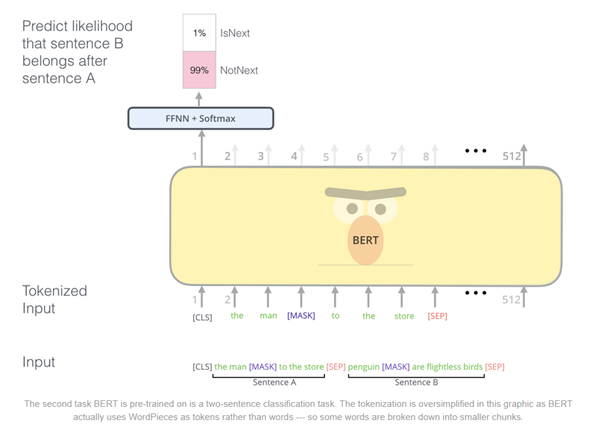 Predict likelihood
that sentence B
belongs after
sentence A
1% IsNext
99% NotNext
FFNN + Softmax
1 2 3 4 5 6 7 8 ••• 512
BERT
Tokenized
Input
1 2 ••• 512
[CLS] the man [MASK] to the store [SEP]
Input
[CLS] the man [MASK] to the store [SEP] penguin [MASK] are flightless birds [SEP]
Sentence A Sentence B
The second task BERT is pre-trained on is a two-sentence classification task. The tokenization is oversimplified in this graphic as BERT
actually uses WordPieces as tokens rather than words --- so some words are broken down into smaller chunks.